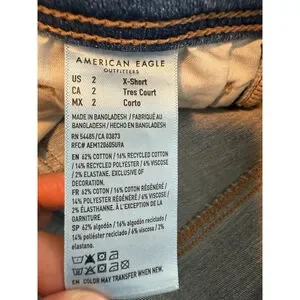 AMERICAN EAGLE
OUTFITTERS
US 2 X-Short
CA 2 Tres Court
MX 2 Corto
MADE IN BANGLADESH / FABRIQUÉ AU
BANGLADESH / HECHO EN BANGLADESH
RN 54485/CA 03873
RFC# AEM120605U9A
EN 62% COTTON / 16% RECYCLED COTTON
/ 14% RECYCLED POLYESTER / 6% VISCOSE /
2% ELASTANE. EXCLUSIVE OF
DECORATION.
FR 62% COTON / 16% COTON RÉGÉNÉRÉ /
14% POLYESTER RÉGÉNÉRÉ / 6% VISCOSE /
2% ÉLASTHANNE. À L'EXCEPTION DE LA
GARNITURE.
SP 62% algodón / 16% algodón reciclado /
14% poliéster reciclado / 6% viscosa / 2%
elastano
EN COLOR MAY TRANSFER WHEN NEW.